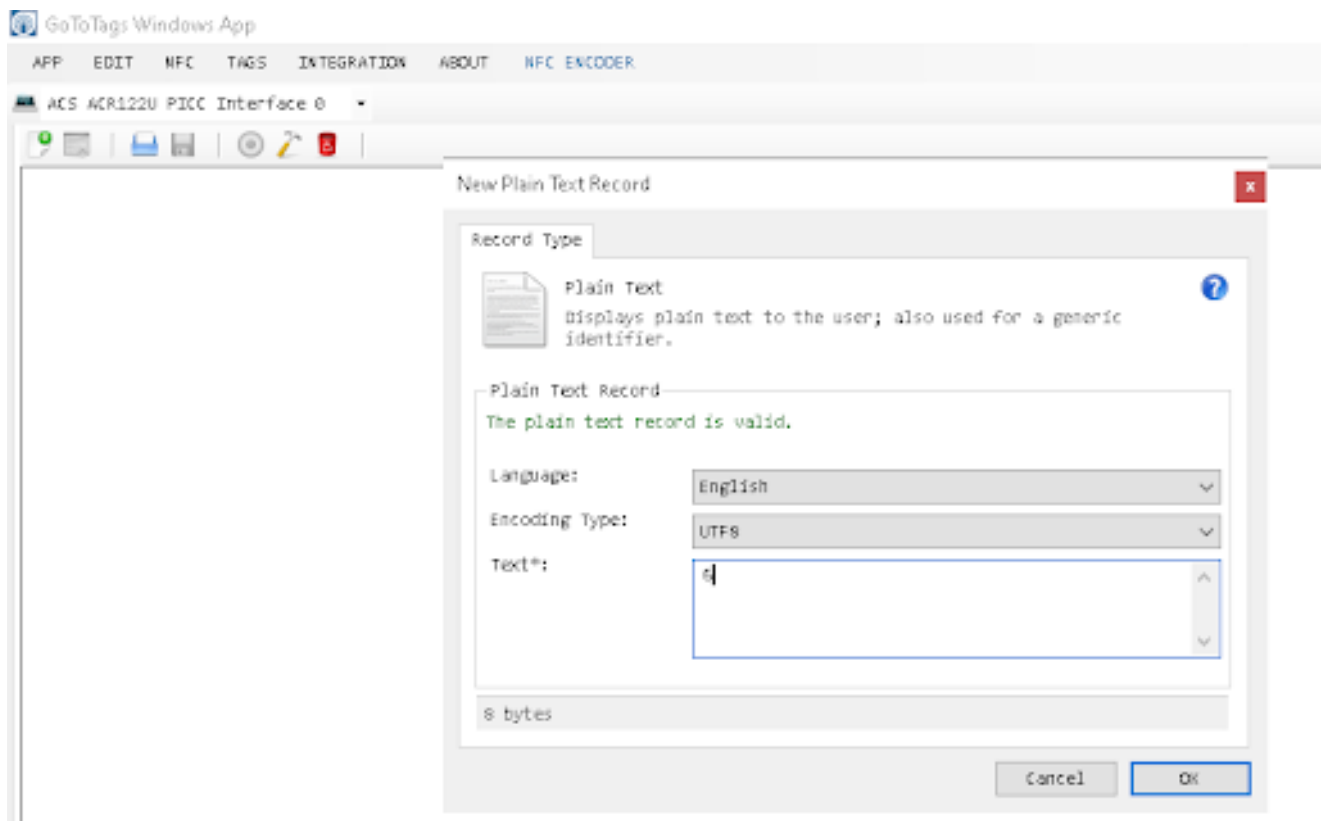 GoToTags Windows App
APP EDIT NFC TAGS INTEGRATION ABOUT NFC ENCODER
ACS ACR122U PICC Interface 0
New Plain Text Record
x
Record Type
Plain Text
?
Displays plain text to the user; also used for a generic
identifier.
Plain Text Record
The plain text record is valid.
Language:
English
Encoding Type:
UTF8
Text*:
6
8 bytes
Cancel
OK